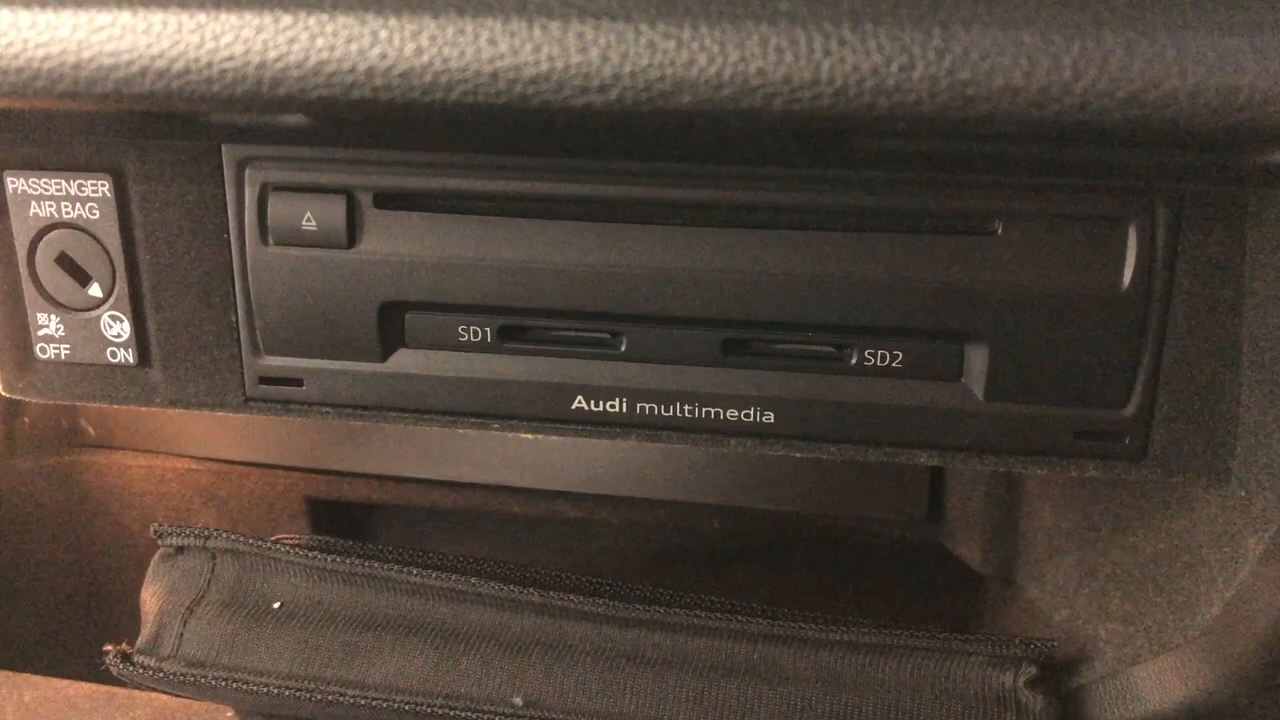 PASSENGER
AIR BAG
OFF ON
SD1
SD2
Audi multimedia